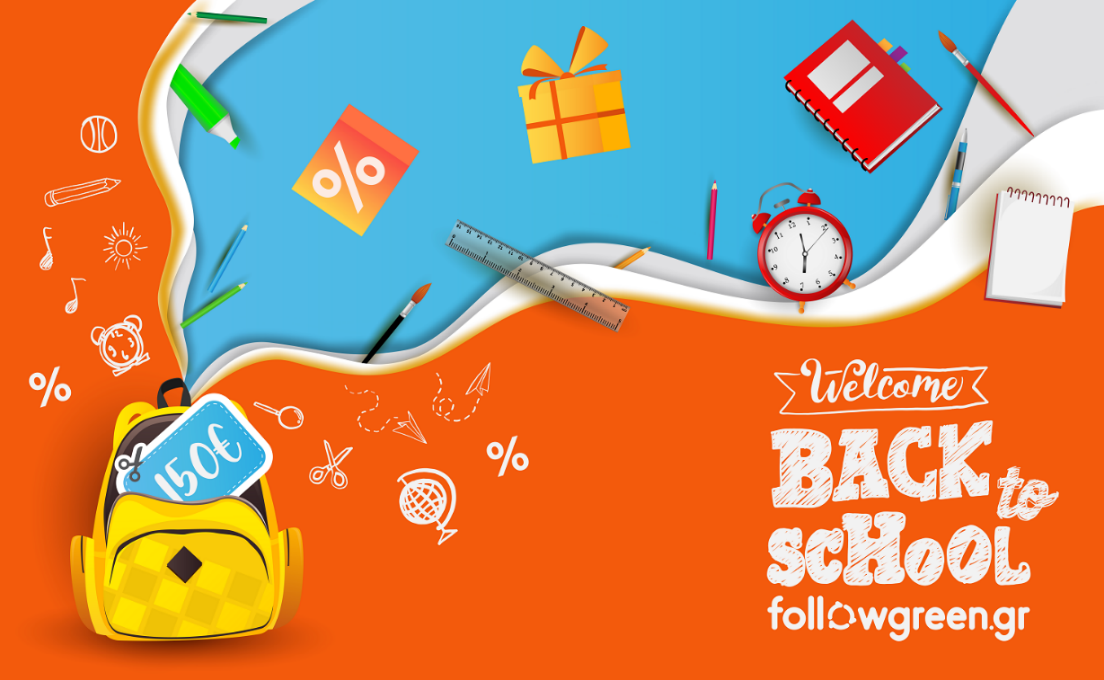 %
%
150€
%
Welcome
BACK
to
SCHOOL
followgreen.gr